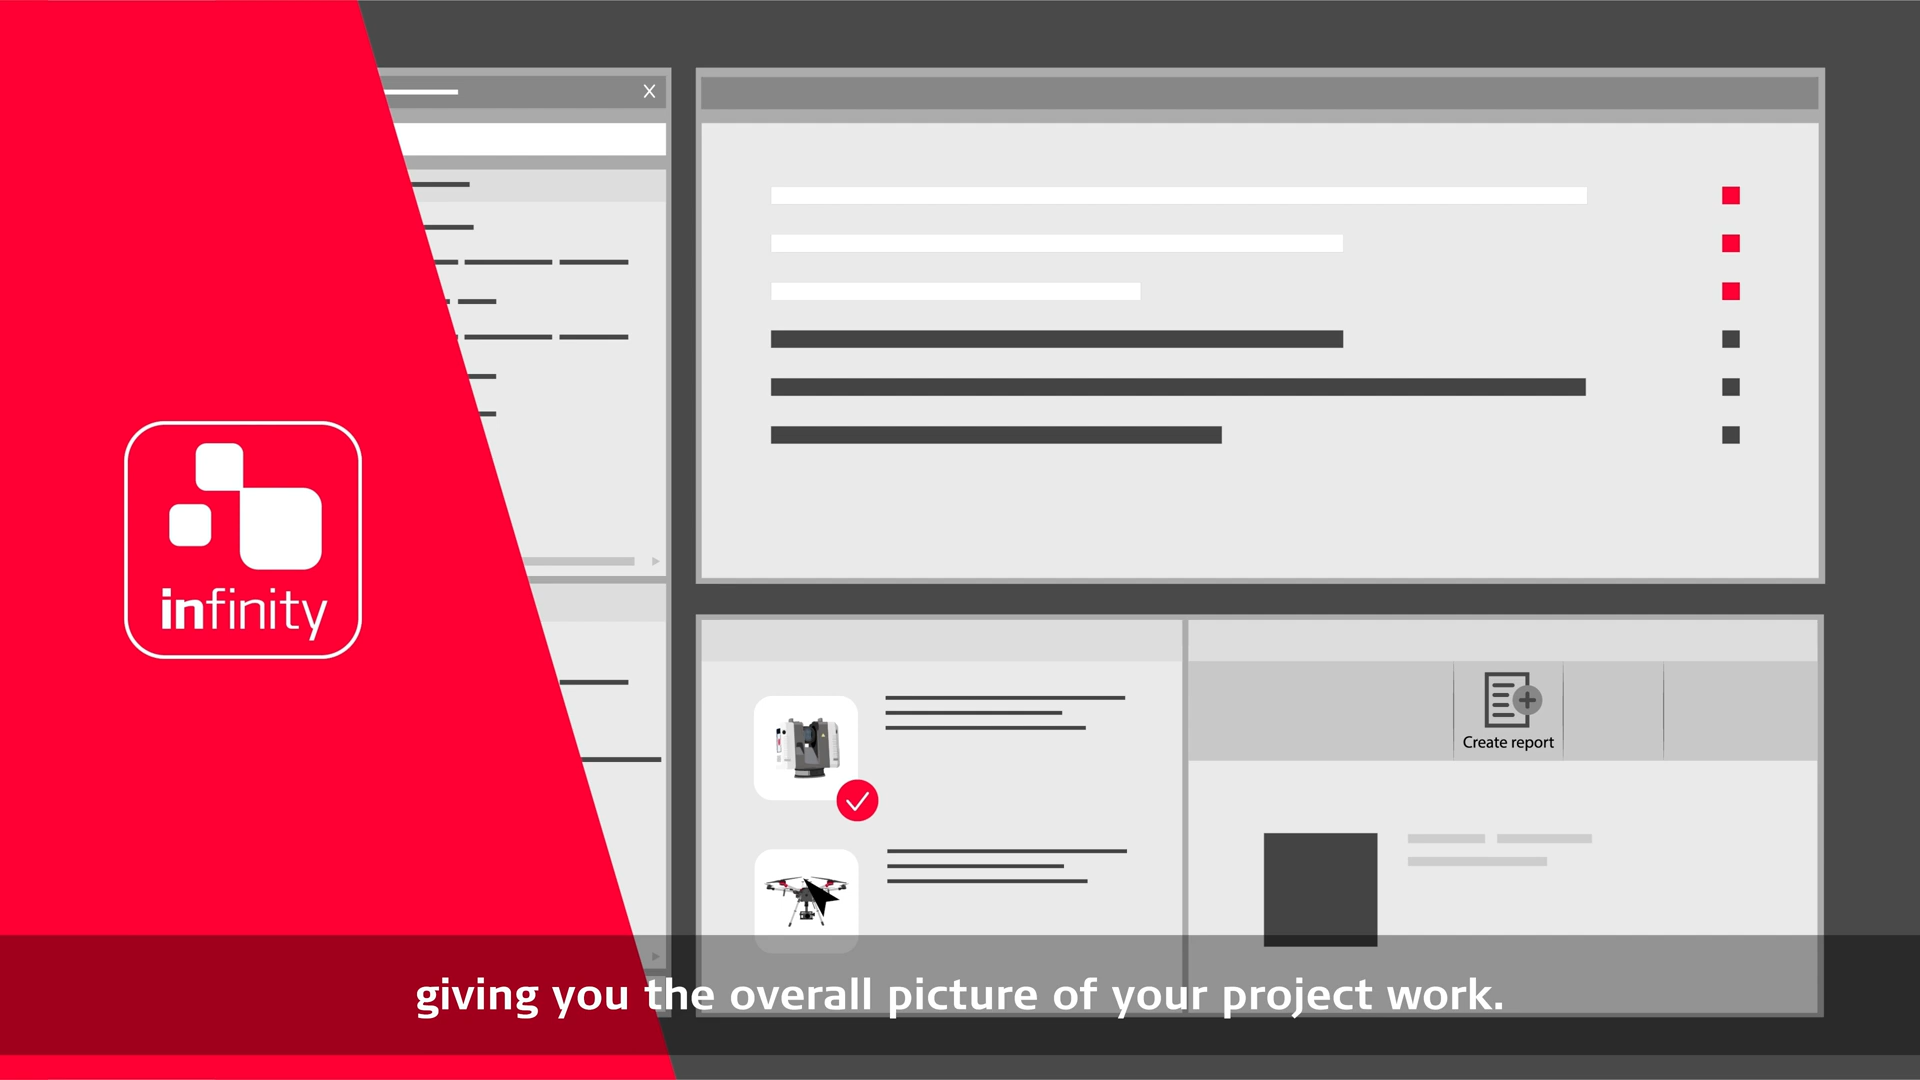 X
infinity
Create report
giving you the overall picture of your project work.